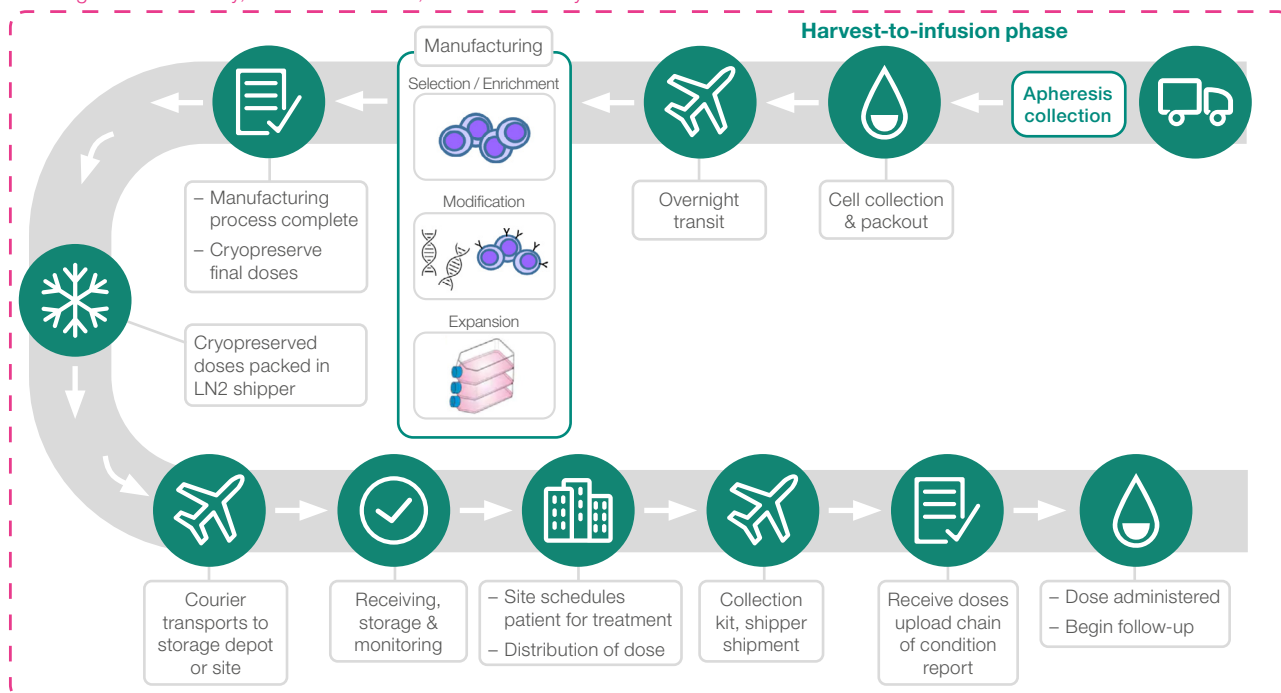 Harvest-to-infusion phase
Apheresis
collection
Cell collection
& packout
Overnight
transit
Manufacturing
Selection / Enrichment
Modification
Expansion
– Manufacturing
process complete
– Cryopreserve
final doses
Cryopreserved
doses packed in
LN2 shipper
Courier
transports to
storage depot
or site
Receiving,
storage &
monitoring
– Site schedules
patient for treatment
– Distribution of dose
Collection
kit, shipper
shipment
Receive doses
upload chain
of condition
report
– Dose administered
– Begin follow-up